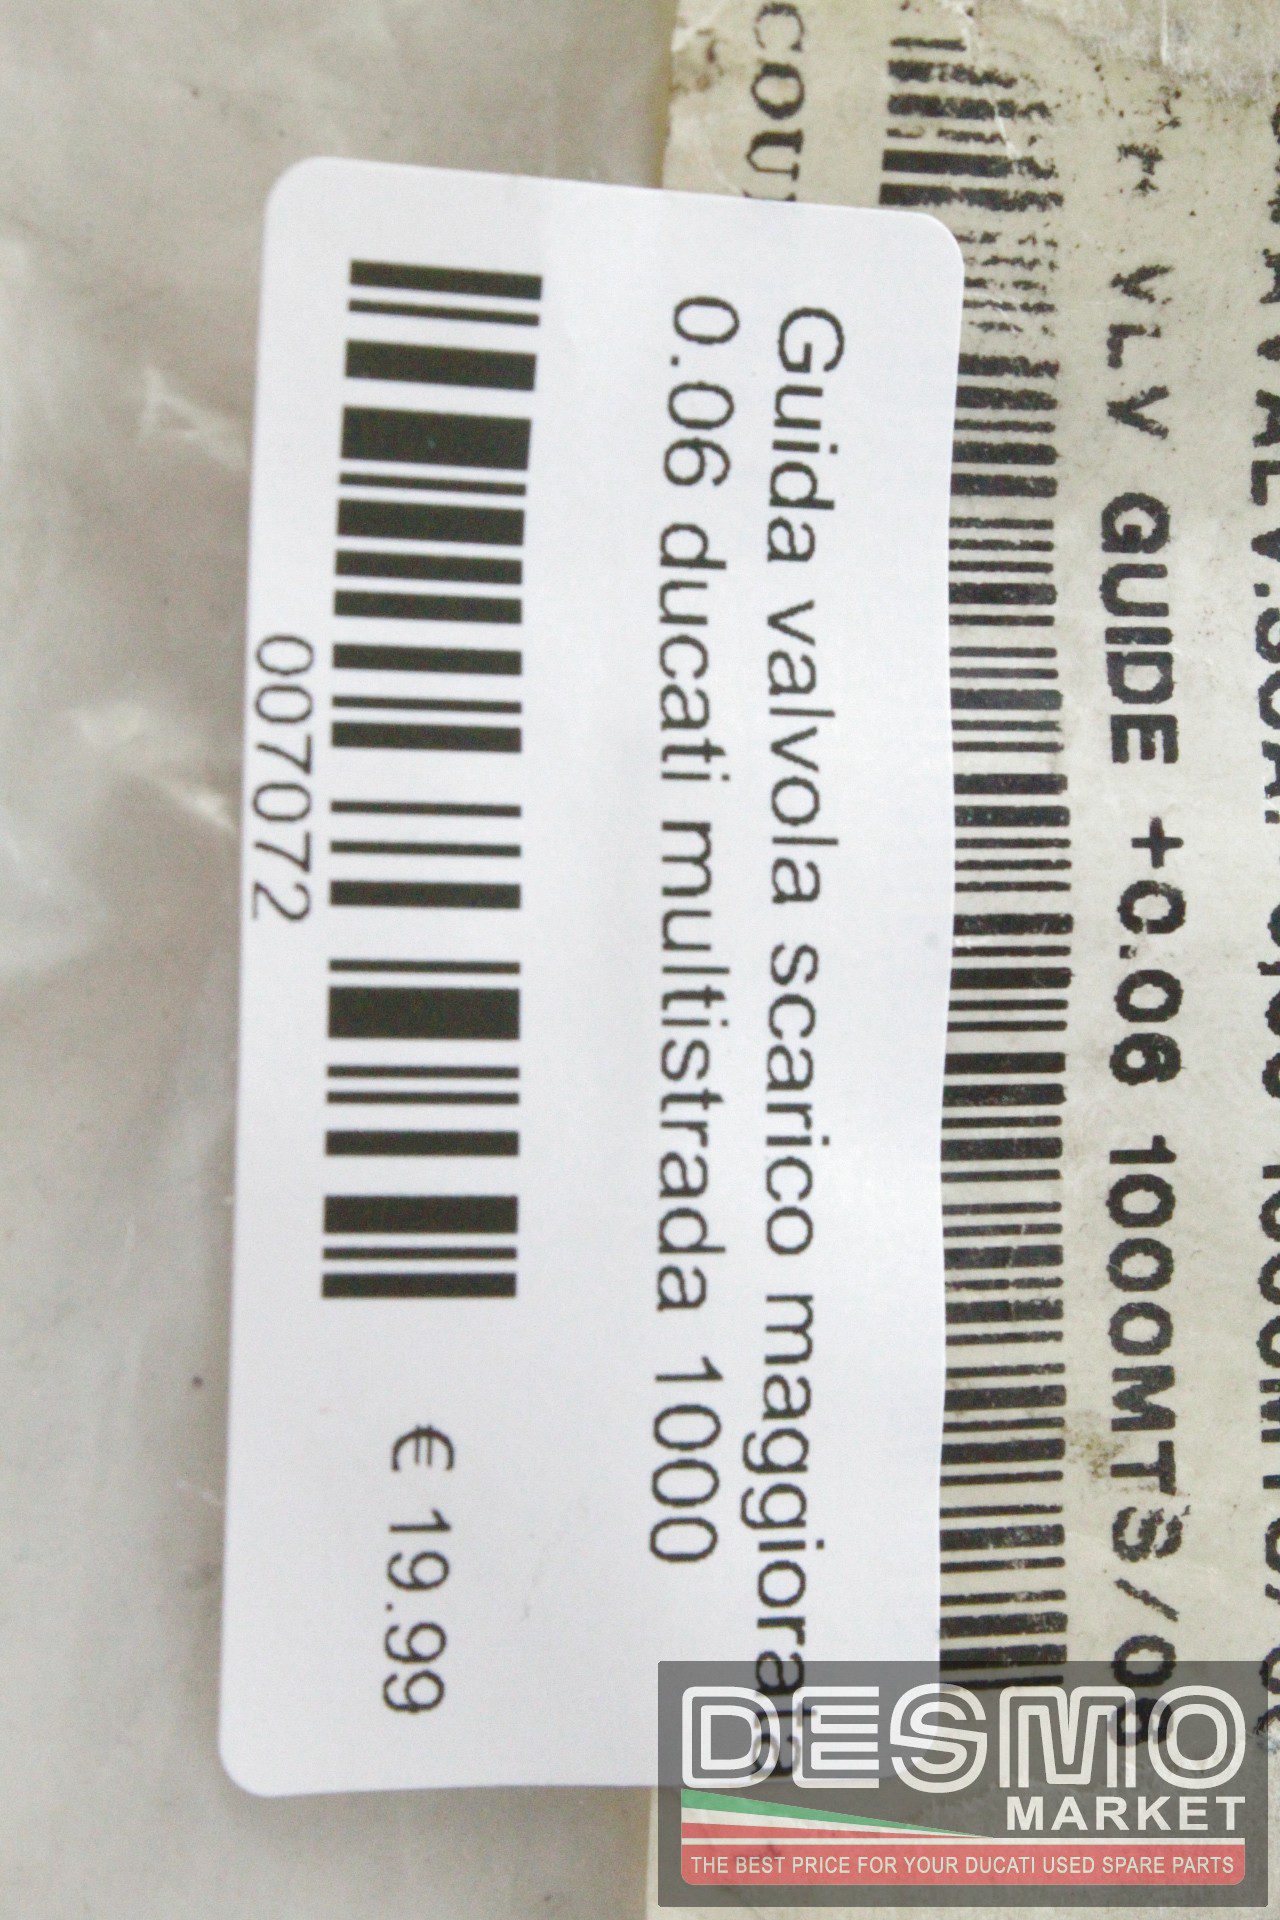 Guida valvola scarico maggiorata
0.06 ducati multistrada 1000
007072
€ 19.99
VLV GUIDE +0.06 1000MTS/0
DESMO
MARKET
THE BEST PRICE FOR YOUR DUCATI USED SPARE PARTS